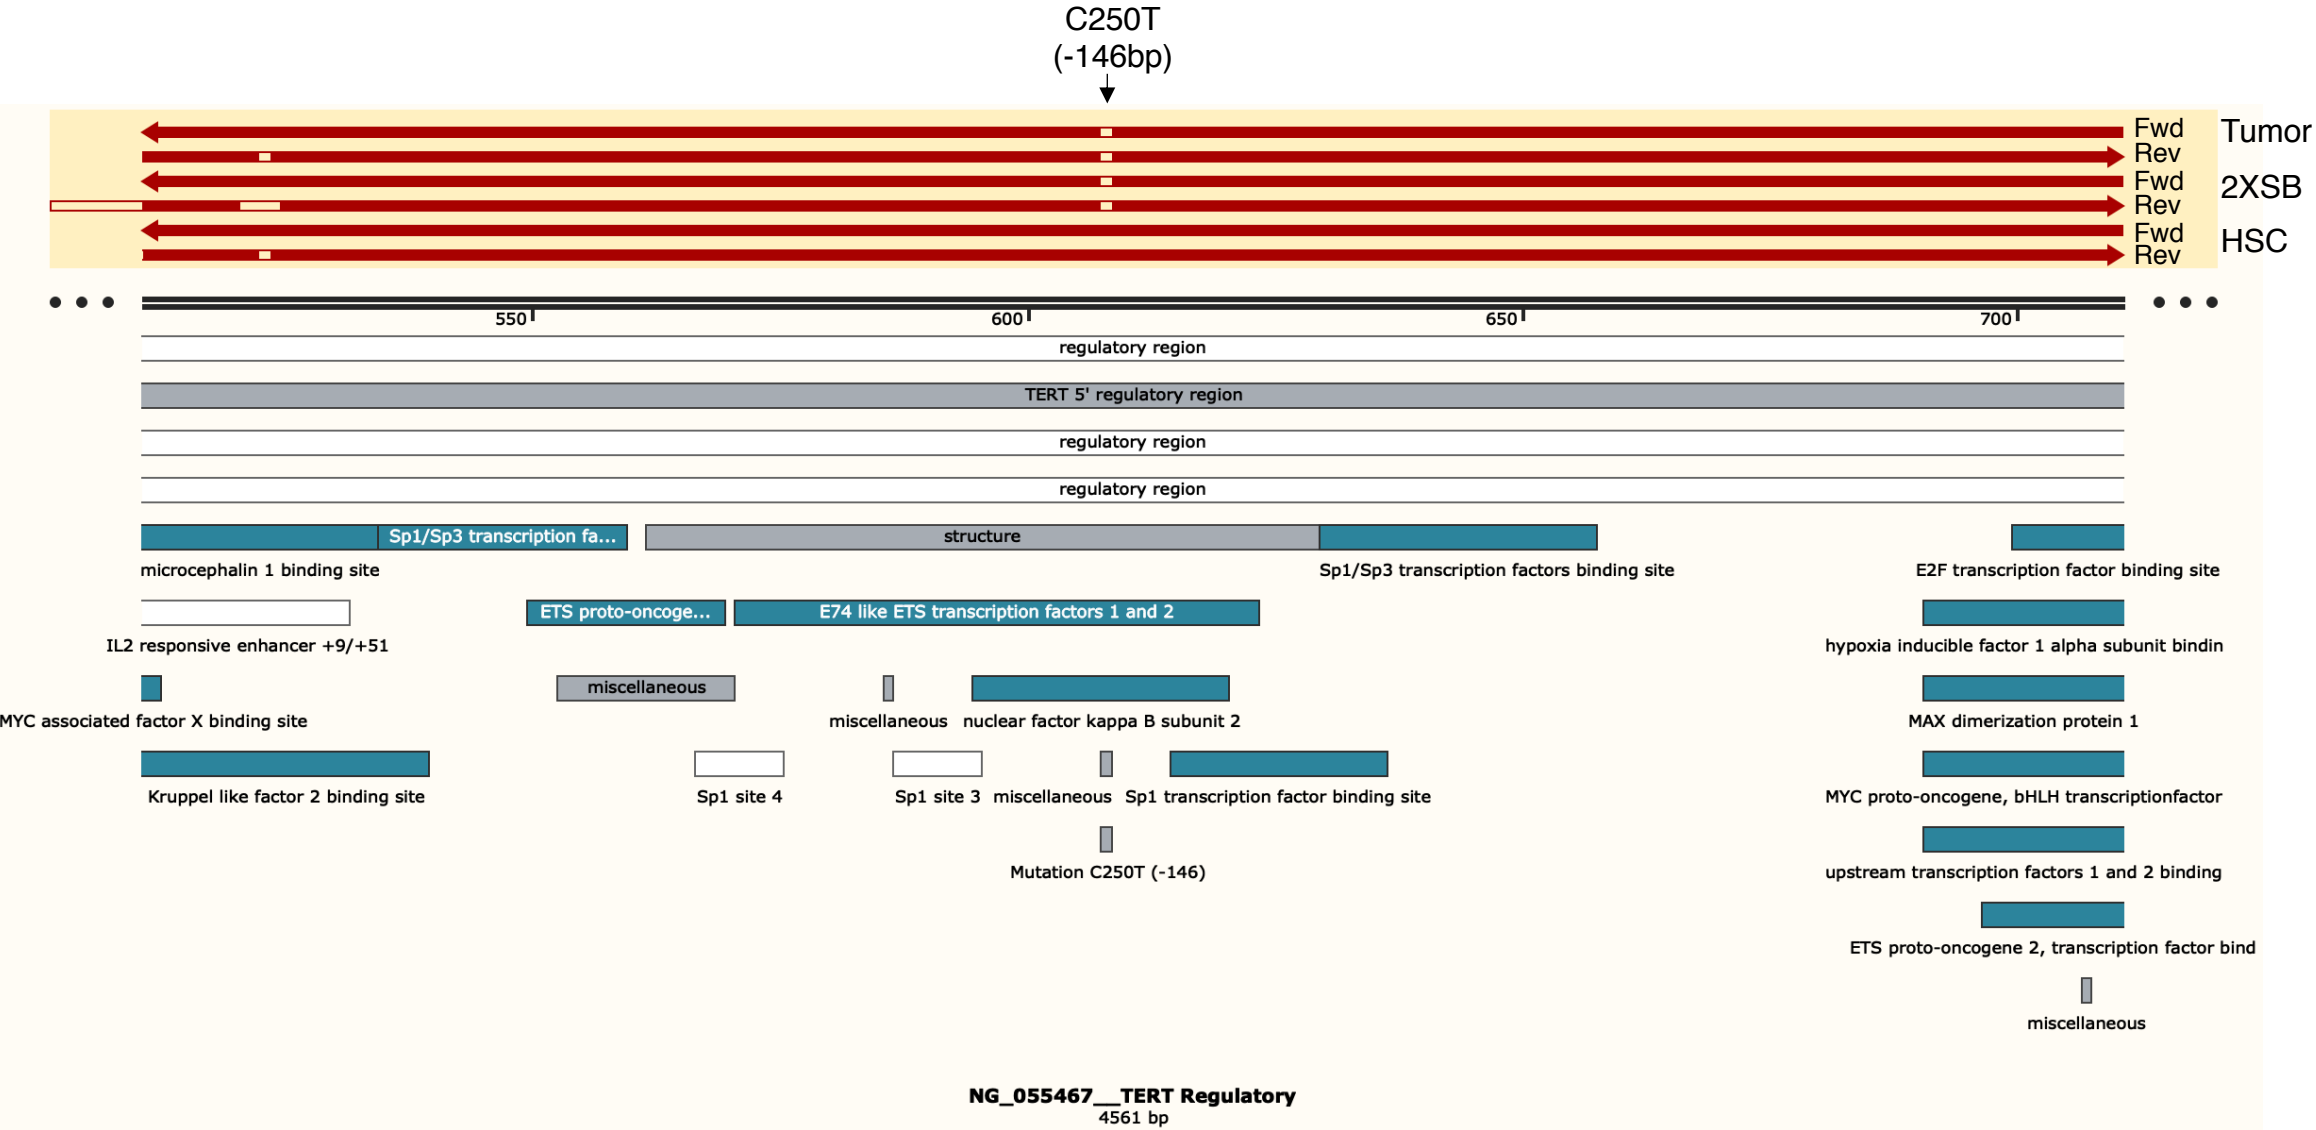 C250T
(-146bp)
Fwd
Tumor
Rev
Fwd
2XSB
Rev
Fwd
HSC
Rev
550
600
650
700
regulatory region
TERT 5' regulatory region
regulatory region
regulatory region
Sp1/Sp3 transcription fa...
structure
microcephalin 1 binding site
Sp1/Sp3 transcription factors binding site
E2F transcription factor binding site
ETS proto-oncoge...
E74 like ETS transcription factors 1 and 2
IL2 responsive enhancer +9/+51
hypoxia inducible factor 1 alpha subunit bindin
miscellaneous
MYC associated factor X binding site
miscellaneous
nuclear factor kappa B subunit 2
MAX dimerization protein 1
Kruppel like factor 2 binding site
Sp1 site 4
Sp1 site 3
miscellaneous
Sp1 transcription factor binding site
MYC proto-oncogene, bHLH transcriptionfactor
Mutation C250T (-146)
upstream transcription factors 1 and 2 binding
ETS proto-oncogene 2, transcription factor bind
miscellaneous
NG_055467__TERT Regulatory
4561 bp